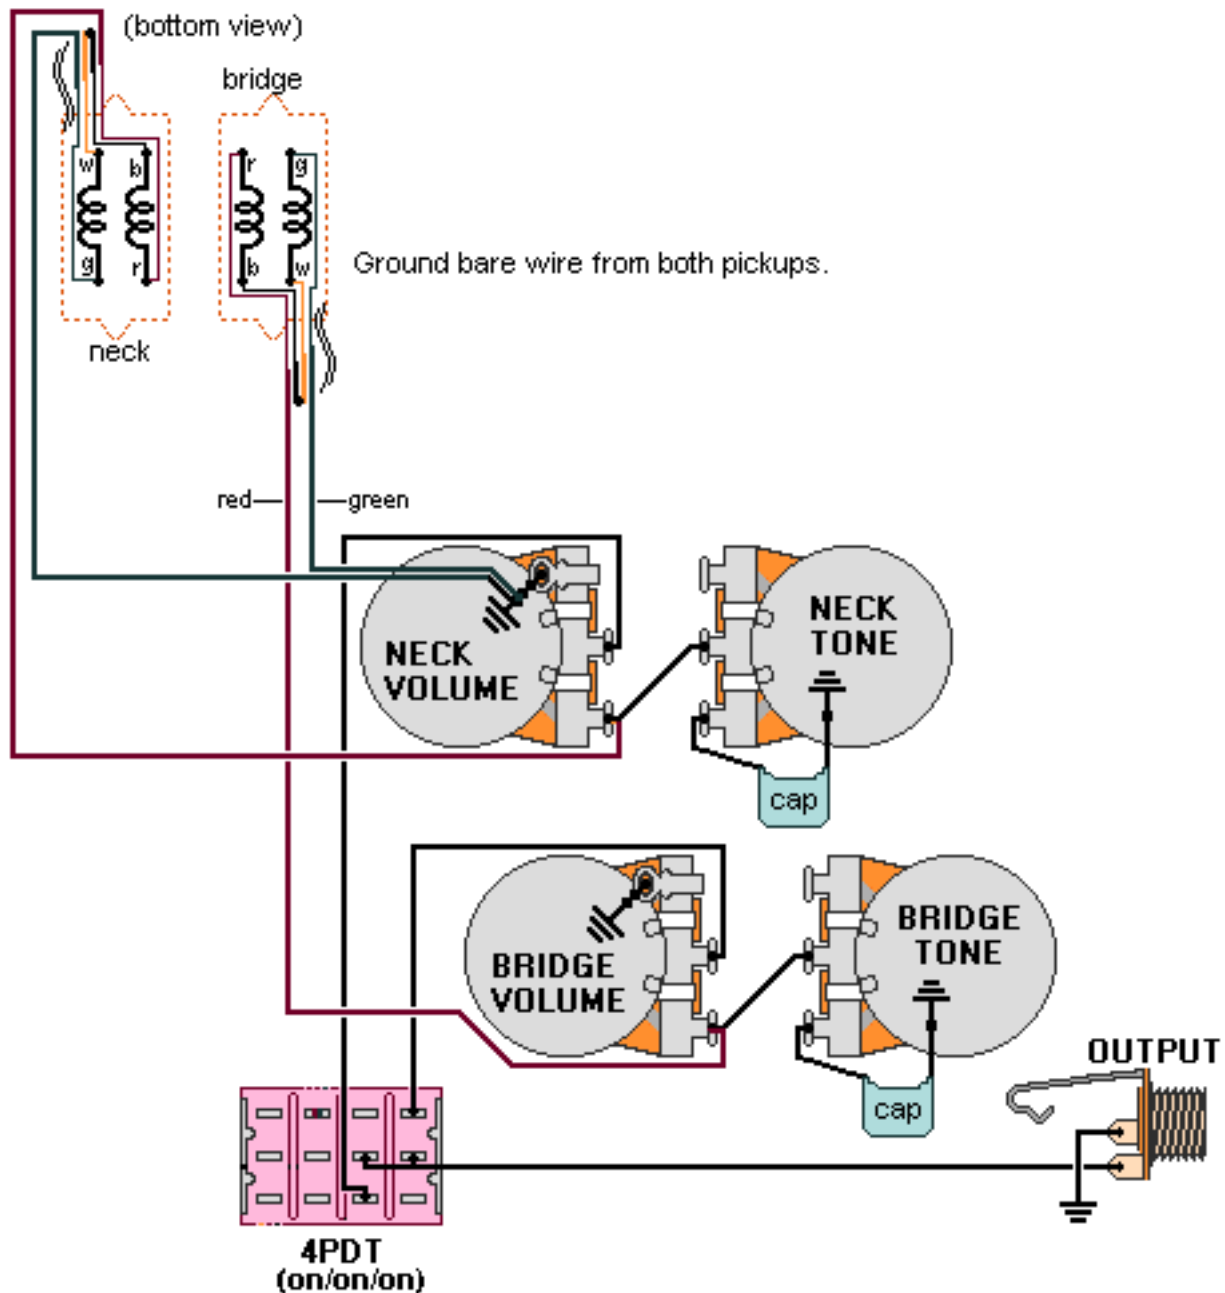 (bottom view)
bridge
w b r g
g r b w
Ground bare wire from both pickups.
neck
red green
NECK
VOLUME
NECK
TONE
cap
BRIDGE
VOLUME
BRIDGE
TONE
cap
OUTPUT
4PDT
(on/on/on)